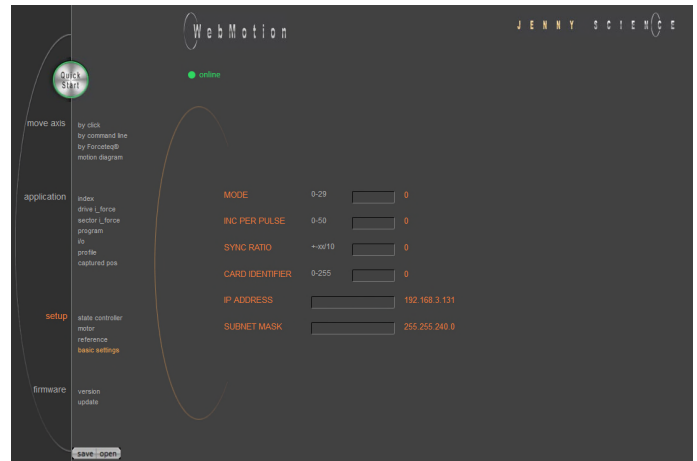 WebMotion
JENNY SCIENCE
Quick
Start
online
move axis
by click
by command line
by Forceteq®
motion diagram
application
index
drive i_force
sector i_force
program
i/o
profile
captured pos
setup
state controller
motor
reference
basic settings
firmware
version
update
save open
MODE 0-29 0
INC PER PULSE 0-50 0
SYNC RATIO +-xx/10 0
CARD IDENTIFIER 0-255 0
IP ADDRESS 192.168.3.131
SUBNET MASK 255.255.240.0